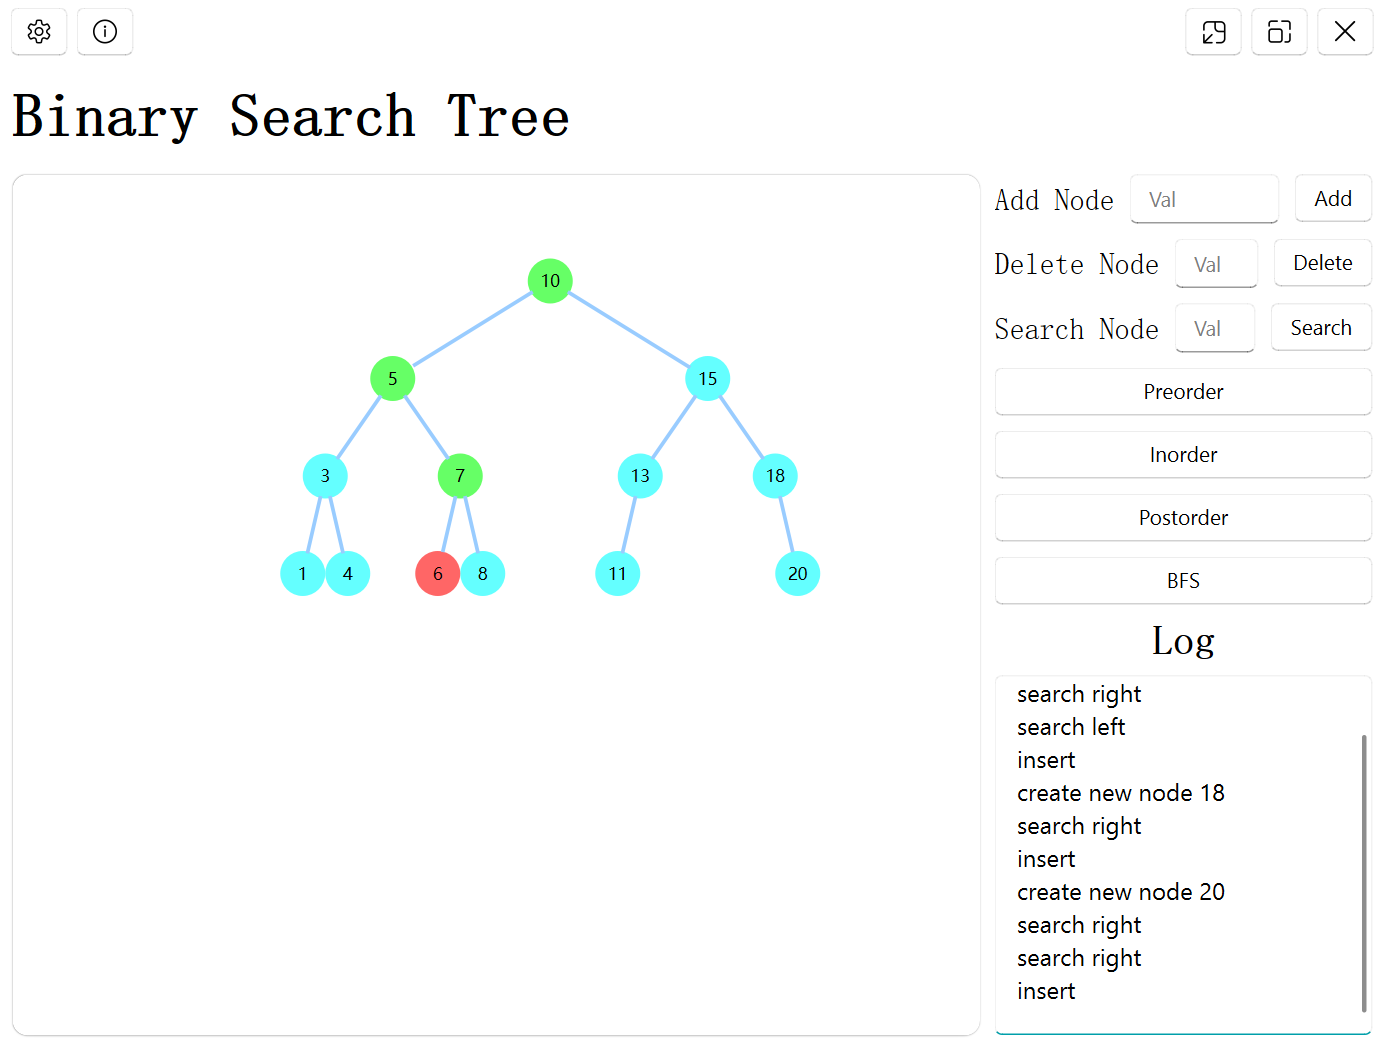 Binary Search Tree
10
5
15
3
7
13
18
1
4
6
8
11
20
Add Node Val Add
Delete Node Val Delete
Search Node Val Search
Preorder
Inorder
Postorder
BFS
Log
search right
search left
insert
create new node 18
search right
insert
create new node 20
search right
search right
insert